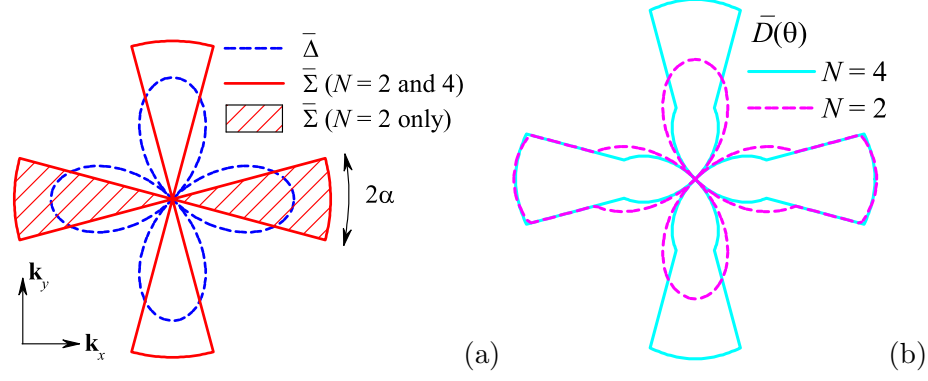 Δ̄
Σ̄ (N = 2 and 4)
Σ̄ (N = 2 only)
2α
k_y
k_x
(a)
D̄(θ)
N = 4
N = 2
(b)